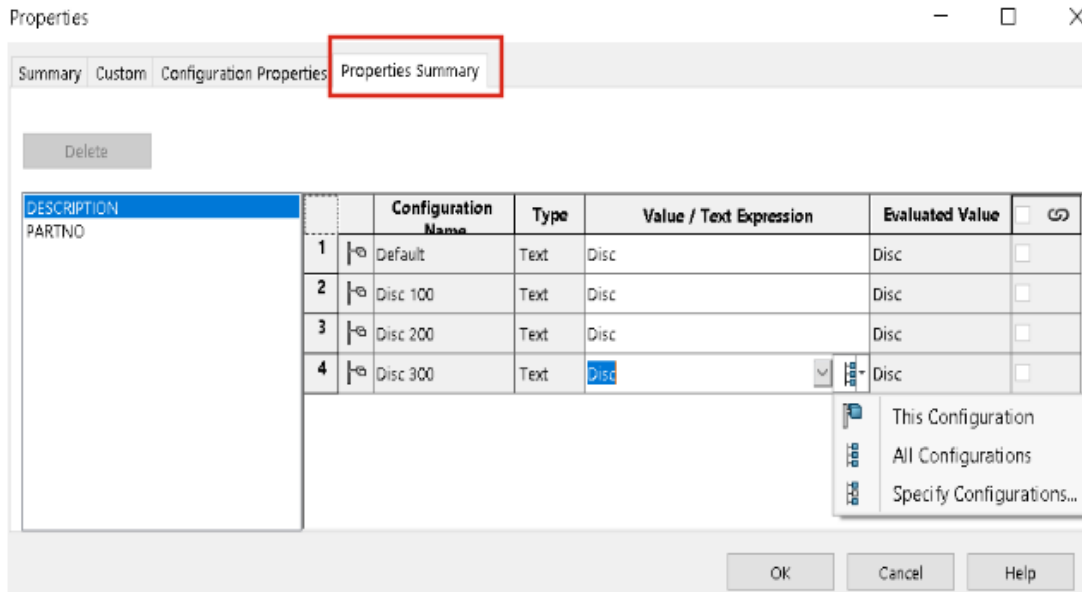 Properties
Summary Custom Configuration Properties Properties Summary
Delete
DESCRIPTION
PARTNO
Configuration Name Type Value / Text Expression Evaluated Value
1 Default Text Disc Disc
2 Disc 100 Text Disc Disc
3 Disc 200 Text Disc Disc
4 Disc 300 Text Disc Disc
This Configuration
All Configurations
Specify Configurations...
OK Cancel Help